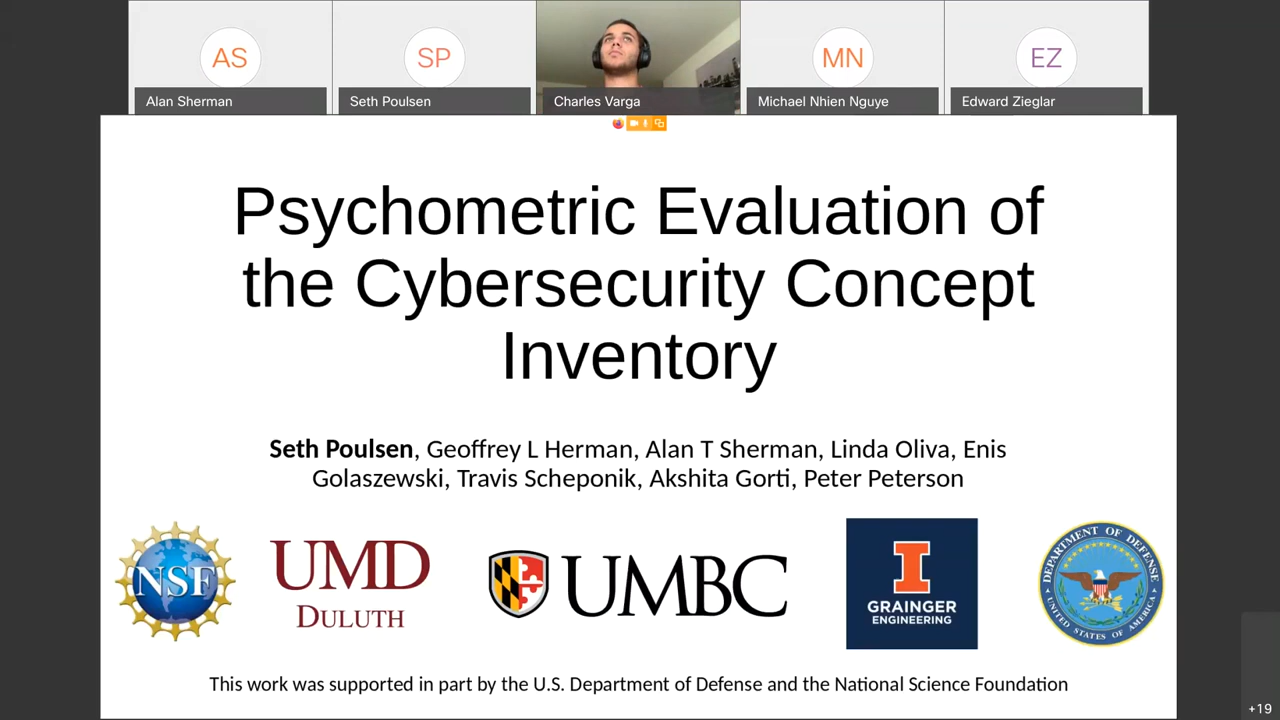 AS
SP
MN
EZ
Alan Sherman
Seth Poulsen
Charles Varga
Michael Nhien Nguye
Edward Zieglar
Psychometric Evaluation of
the Cybersecurity Concept
Inventory
Seth Poulsen, Geoffrey L Herman, Alan T Sherman, Linda Oliva, Enis
Golaszewski, Travis Scheponik, Akshita Gorti, Peter Peterson
NSF
UMD
DULUTH
UMBC
I
GRAINGER
ENGINEERING
DEPARTMENT OF DEFENSE
UNITED STATES OF AMERICA
This work was supported in part by the U.S. Department of Defense and the National Science Foundation
+19